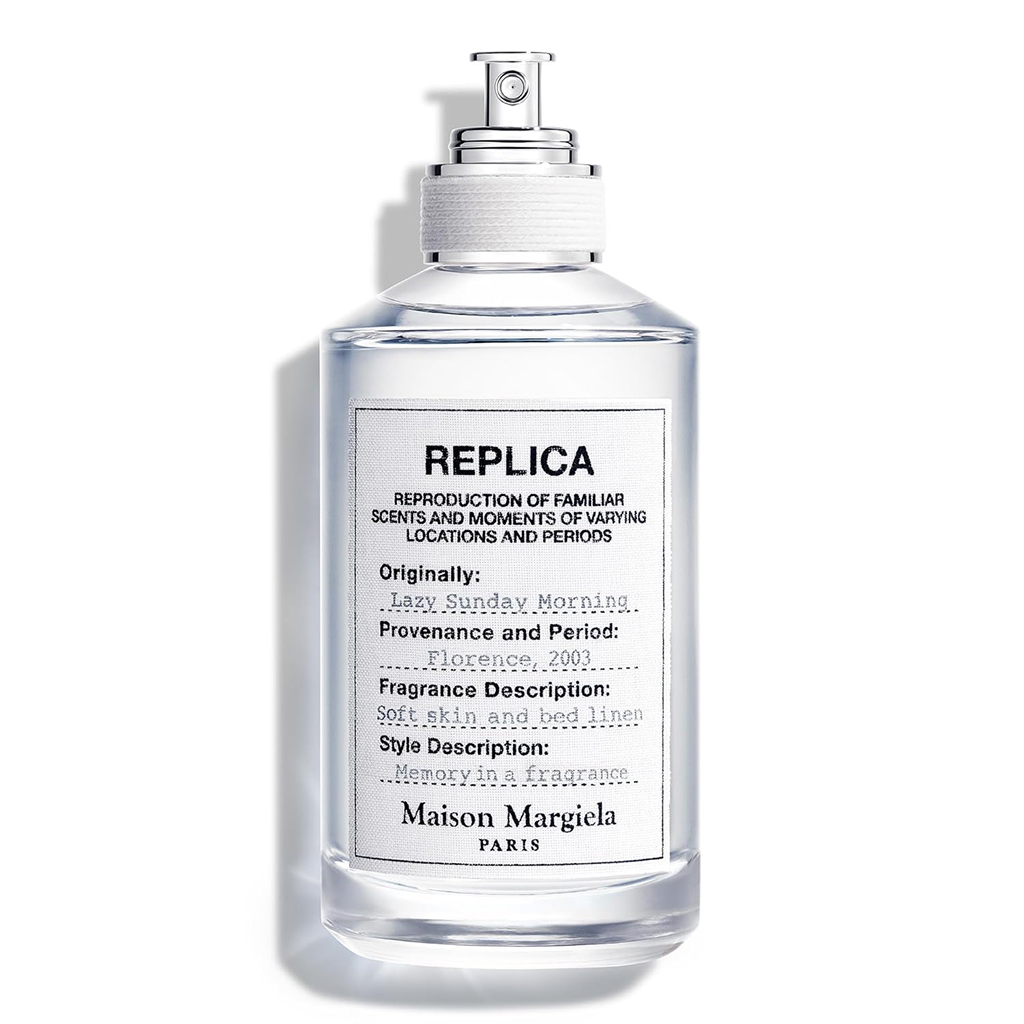 REPLICA
REPRODUCTION OF FAMILIAR
SCENTS AND MOMENTS OF VARYING
LOCATIONS AND PERIODS
Originally:
Lazy Sunday Morning
Provenance and Period:
Florence, 2003
Fragrance Description:
Soft skin and bed linen
Style Description:
Memory in a fragrance
Maison Margiela
PARIS